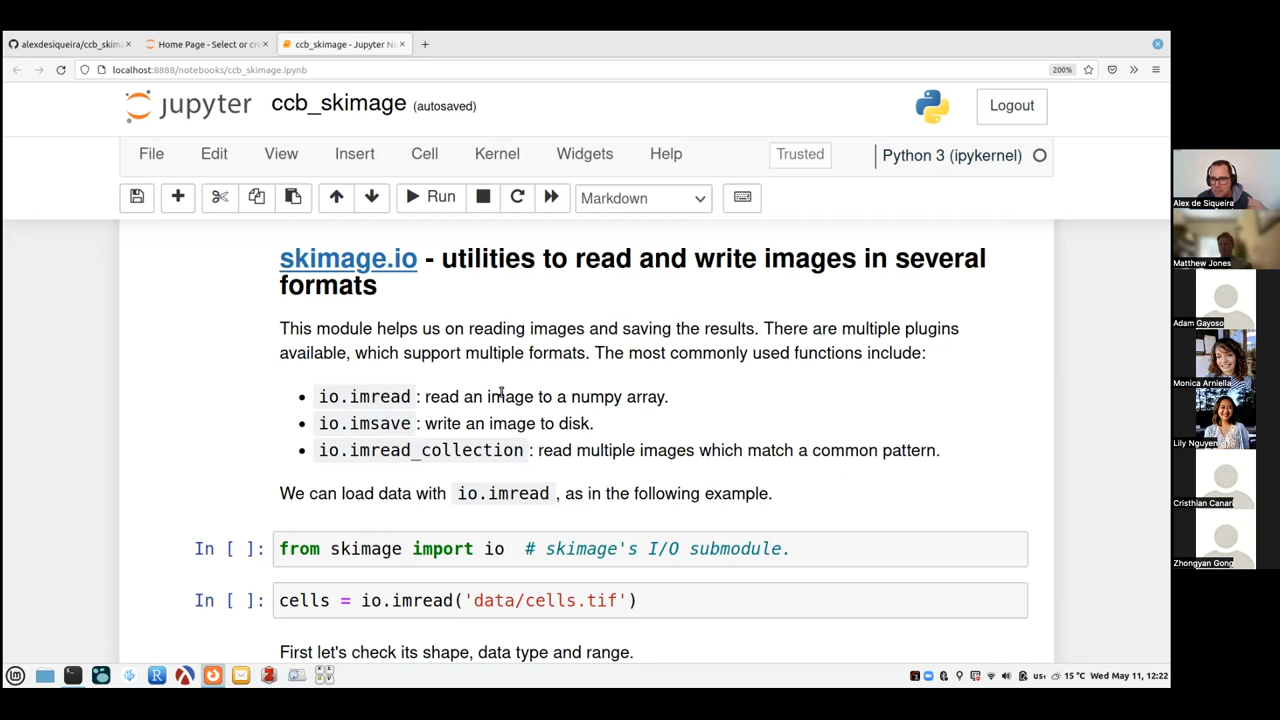 alexdesiqueira/ccb_skim
Home Page - Select or cre
ccb_skimage - Jupyter No
localhost:8888/notebooks/ccb_skimage.ipynb
200%
jupyter
ccb_skimage (autosaved)
Logout
File Edit View Insert Cell Kernel Widgets Help
Trusted
Python 3 (ipykernel)
Run
Markdown
skimage.io - utilities to read and write images in several
formats
This module helps us on reading images and saving the results. There are multiple plugins
available, which support multiple formats. The most commonly used functions include:
• io.imread : read an image to a numpy array.
• io.imsave : write an image to disk.
• io.imread_collection : read multiple images which match a common pattern.
We can load data with io.imread , as in the following example.
In [ ]: from skimage import io # skimage's I/O submodule.
In [ ]: cells = io.imread('data/cells.tif')
First let's check its shape, data type and range.
us₁ 15 °C Wed May 11, 12:22
Alex de Siqueira
Matthew Jones
Adam Gayoso
Monica Arniella
Lily Nguyen
Cristhian Canari
Zhongyan Gong